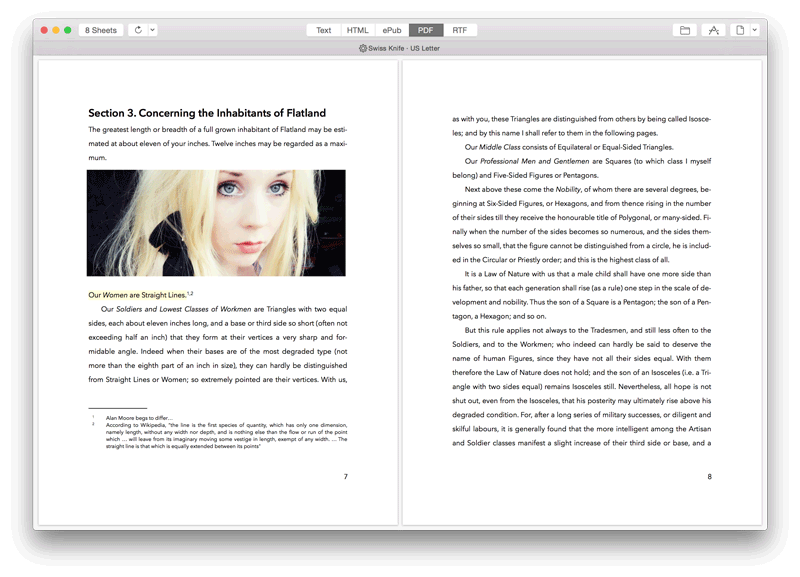 8 Sheets
Text HTML ePub PDF RTF
Swiss Knife · US Letter
Section 3. Concerning the Inhabitants of Flatland
The greatest length or breadth of a full grown inhabitant of Flatland may be esti-
mated at about eleven of your inches. Twelve inches may be regarded as a maxi-
mum.
Our Women are Straight Lines.1,2
Our Soldiers and Lowest Classes of Workmen are Triangles with two equal
sides, each about eleven inches long, and a base or third side so short (often not
exceeding half an inch) that they form at their vertices a very sharp and for-
midable angle. Indeed when their bases are of the most degraded type (not
more than the eighth part of an inch in size), they can hardly be distinguished
from Straight Lines or Women; so extremely pointed are their vertices. With us,
1 Alan Moore begs to differ…
2 According to Wikipedia, "the line is the first species of quantity, which has only one dimension,
namely length, without any width nor depth, and is nothing else than the flow or run of the point
which … will leave from its imaginary moving some vestige in length, exempt of any width. … The
straight line is that which is equally extended between its points"
7
as with you, these Triangles are distinguished from others by being called Isosce-
les; and by this name I shall refer to them in the following pages.
Our Middle Class consists of Equilateral or Equal-Sided Triangles.
Our Professional Men and Gentlemen are Squares (to which class I myself
belong) and Five-Sided Figures or Pentagons.
Next above these come the Nobility, of whom there are several degrees, be-
ginning at Six-Sided Figures, or Hexagons, and from thence rising in the number
of their sides till they receive the honourable title of Polygonal, or many-sided. Fi-
nally when the number of the sides becomes so numerous, and the sides them-
selves so small, that the figure cannot be distinguished from a circle, he is includ-
ed in the Circular or Priestly order; and this is the highest class of all.
It is a Law of Nature with us that a male child shall have one more side than
his father, so that each generation shall rise (as a rule) one step in the scale of de-
velopment and nobility. Thus the son of a Square is a Pentagon; the son of a Pen-
tagon, a Hexagon; and so on.
But this rule applies not always to the Tradesmen, and still less often to the
Soldiers, and to the Workmen; who indeed can hardly be said to deserve the
name of human Figures, since they have not all their sides equal. With them
therefore the Law of Nature does not hold; and the son of an Isosceles (i.e. a Tri-
angle with two sides equal) remains Isosceles still. Nevertheless, all hope is not
shut out, even from the Isosceles, that his posterity may ultimately rise above his
degraded condition. For, after a long series of military successes, or diligent and
skilful labours, it is generally found that the more intelligent among the Artisan
and Soldier classes manifest a slight increase of their third side or base, and a
8